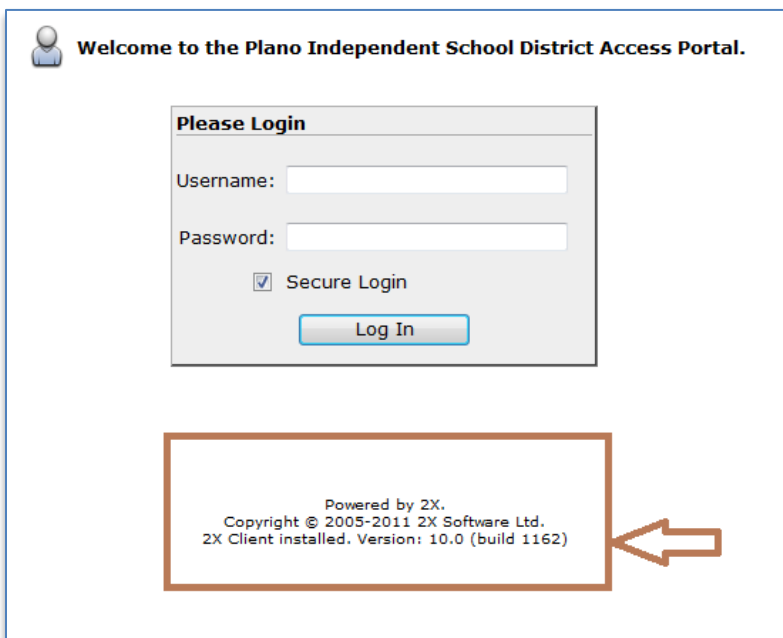 Welcome to the Plano Independent School District Access Portal.
Please Login
Username:
Password:
Secure Login
Log In
Powered by 2X.
Copyright © 2005-2011 2X Software Ltd.
2X Client installed. Version: 10.0 (build 1162)